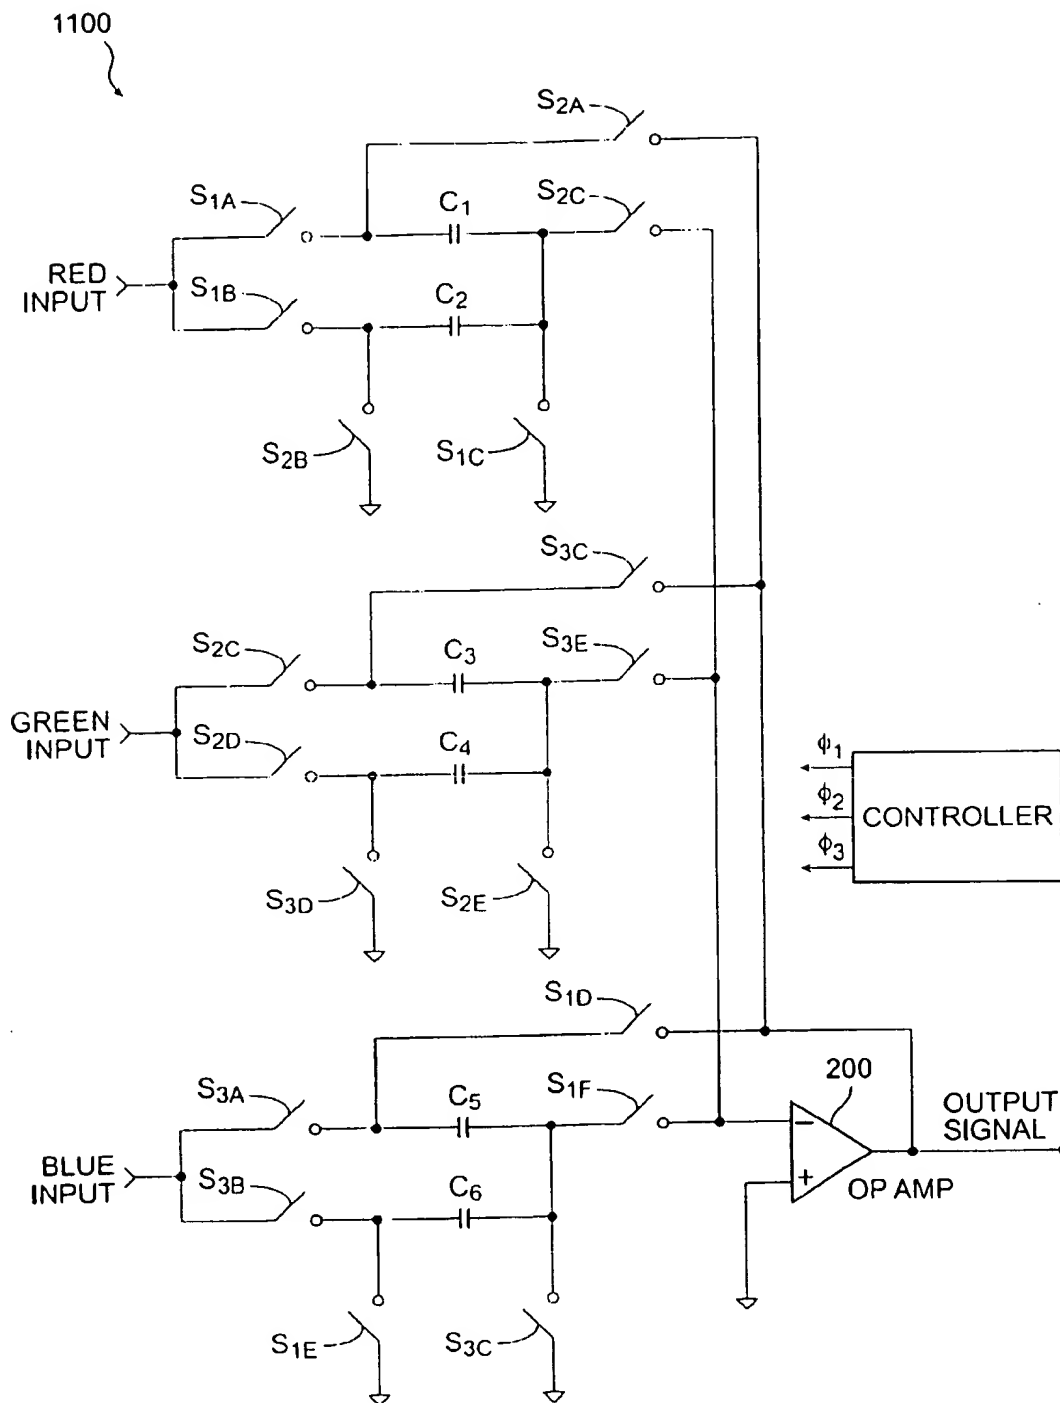 1100
S2A
S1A
C1
S2C
RED
INPUT
S1B
C2
S2B
S1C
S3C
S2C
C3
S3E
GREEN
INPUT
S2D
C4
ϕ1
ϕ2
CONTROLLER
ϕ3
S3D
S2E
S1D
S3A
C5
S1F
200
OUTPUT
SIGNAL
BLUE
INPUT
S3B
C6
−
+
OP AMP
S1E
S3C